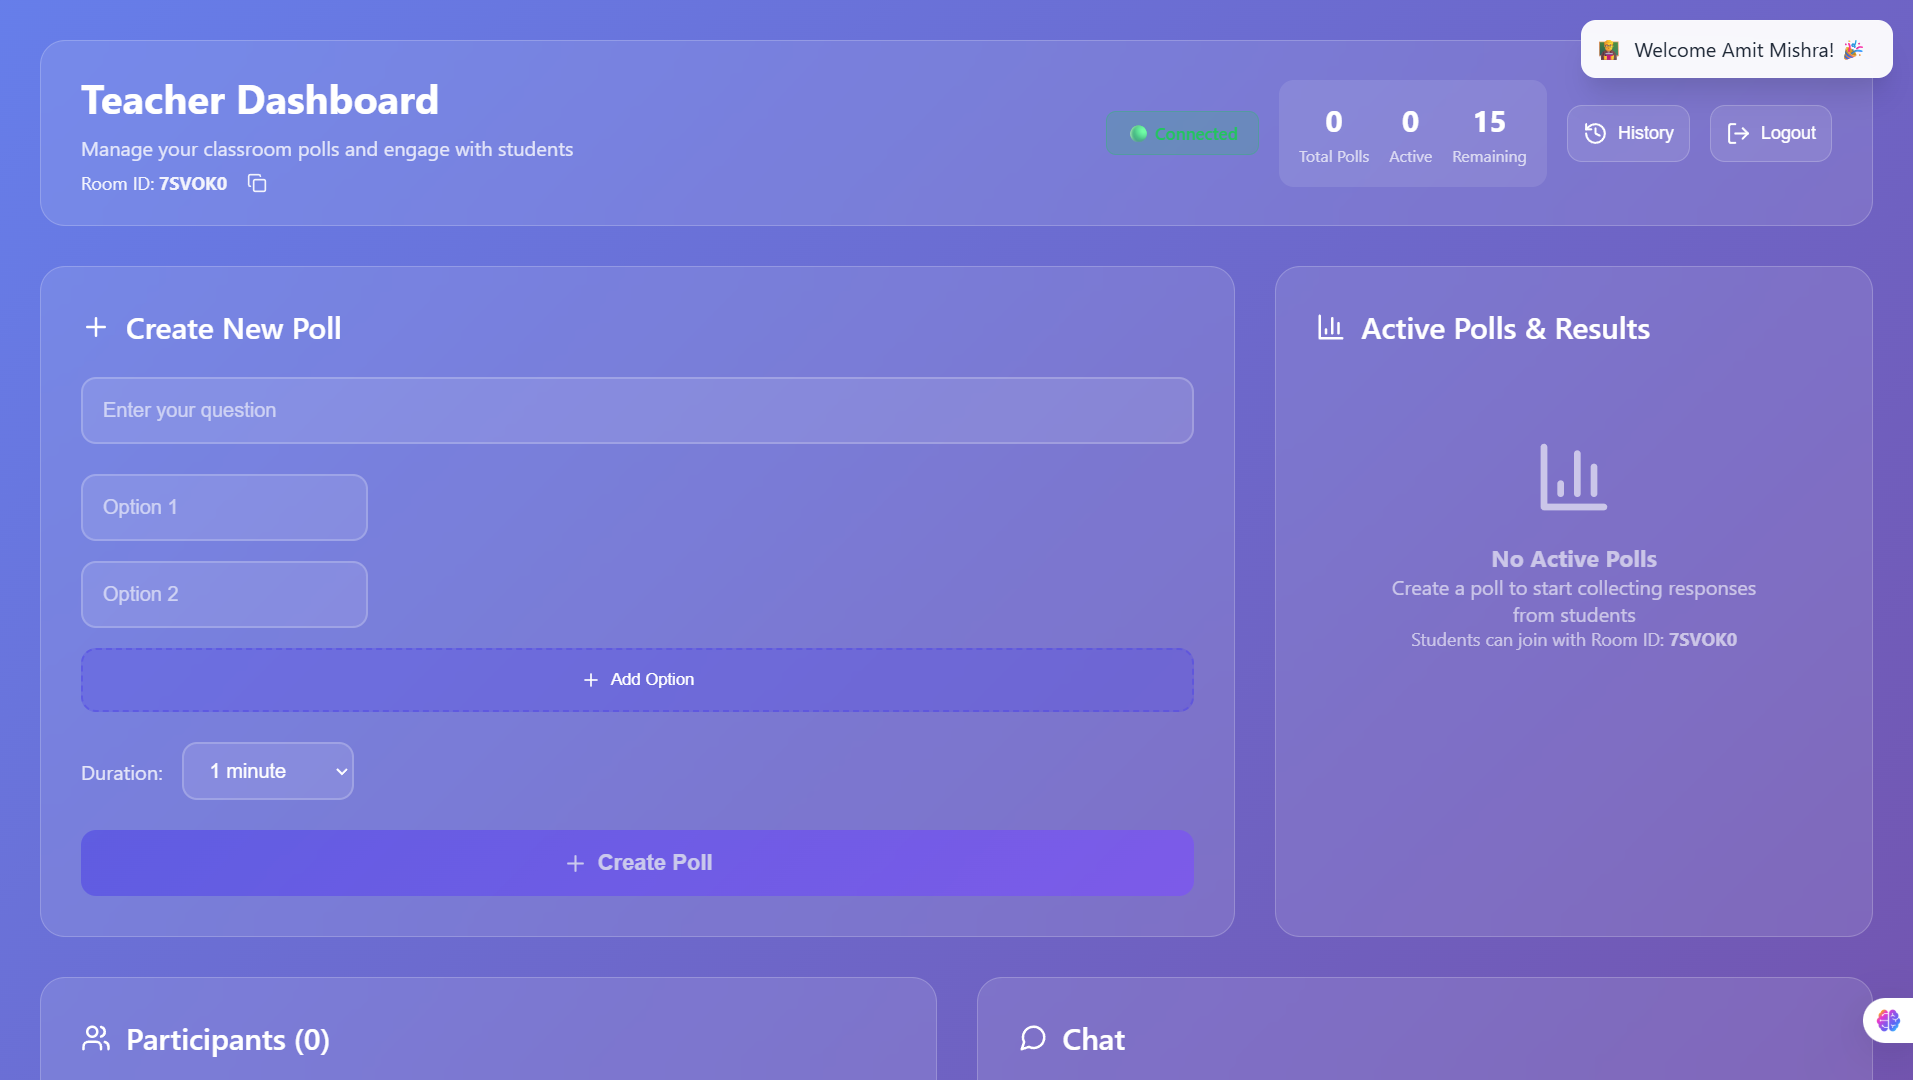 Welcome Amit Mishra!
Teacher Dashboard
Manage your classroom polls and engage with students
Room ID: 7SVOK0
Connected
0
Total Polls
0
Active
15
Remaining
History
Logout
Create New Poll
Enter your question
Option 1
Option 2
Add Option
Duration:
1 minute
Create Poll
Active Polls & Results
No Active Polls
Create a poll to start collecting responses
from students
Students can join with Room ID: 7SVOK0
Participants (0)
Chat